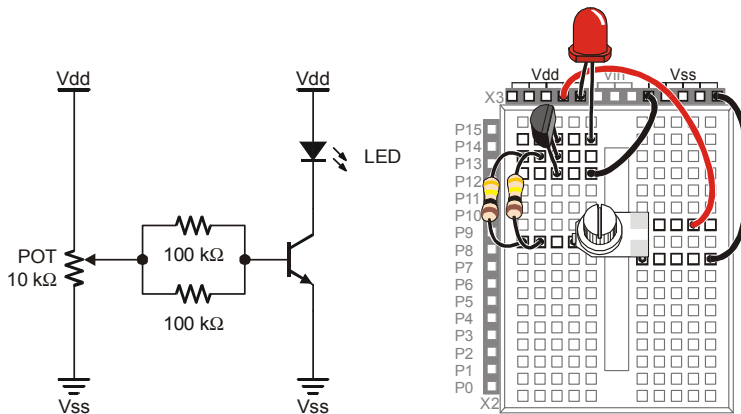 Vdd
Vdd
LED
POT
10 kΩ
100 kΩ
100 kΩ
Vss
Vss
Vdd
Vin
Vss
X3
P15
P14
P13
P12
P11
P10
P9
P8
P7
P6
P5
P4
P3
P2
P1
P0
X2